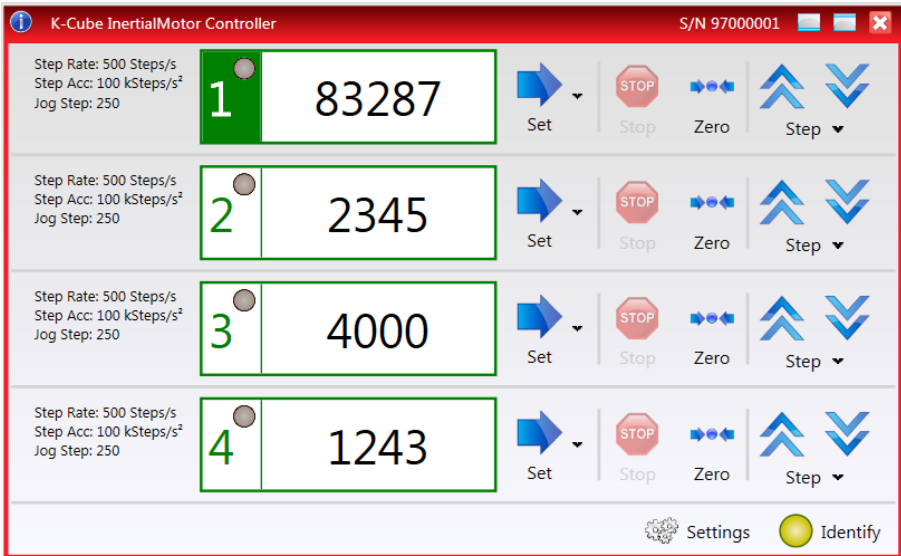 K-Cube InertialMotor Controller S/N 97000001
Step Rate: 500 Steps/s
Step Acc: 100 kSteps/s²
Jog Step: 250
1 83287
Set STOP Stop Zero Step
Step Rate: 500 Steps/s
Step Acc: 100 kSteps/s²
Jog Step: 250
2 2345
Set STOP Stop Zero Step
Step Rate: 500 Steps/s
Step Acc: 100 kSteps/s²
Jog Step: 250
3 4000
Set STOP Stop Zero Step
Step Rate: 500 Steps/s
Step Acc: 100 kSteps/s²
Jog Step: 250
4 1243
Set STOP Stop Zero Step
Settings Identify